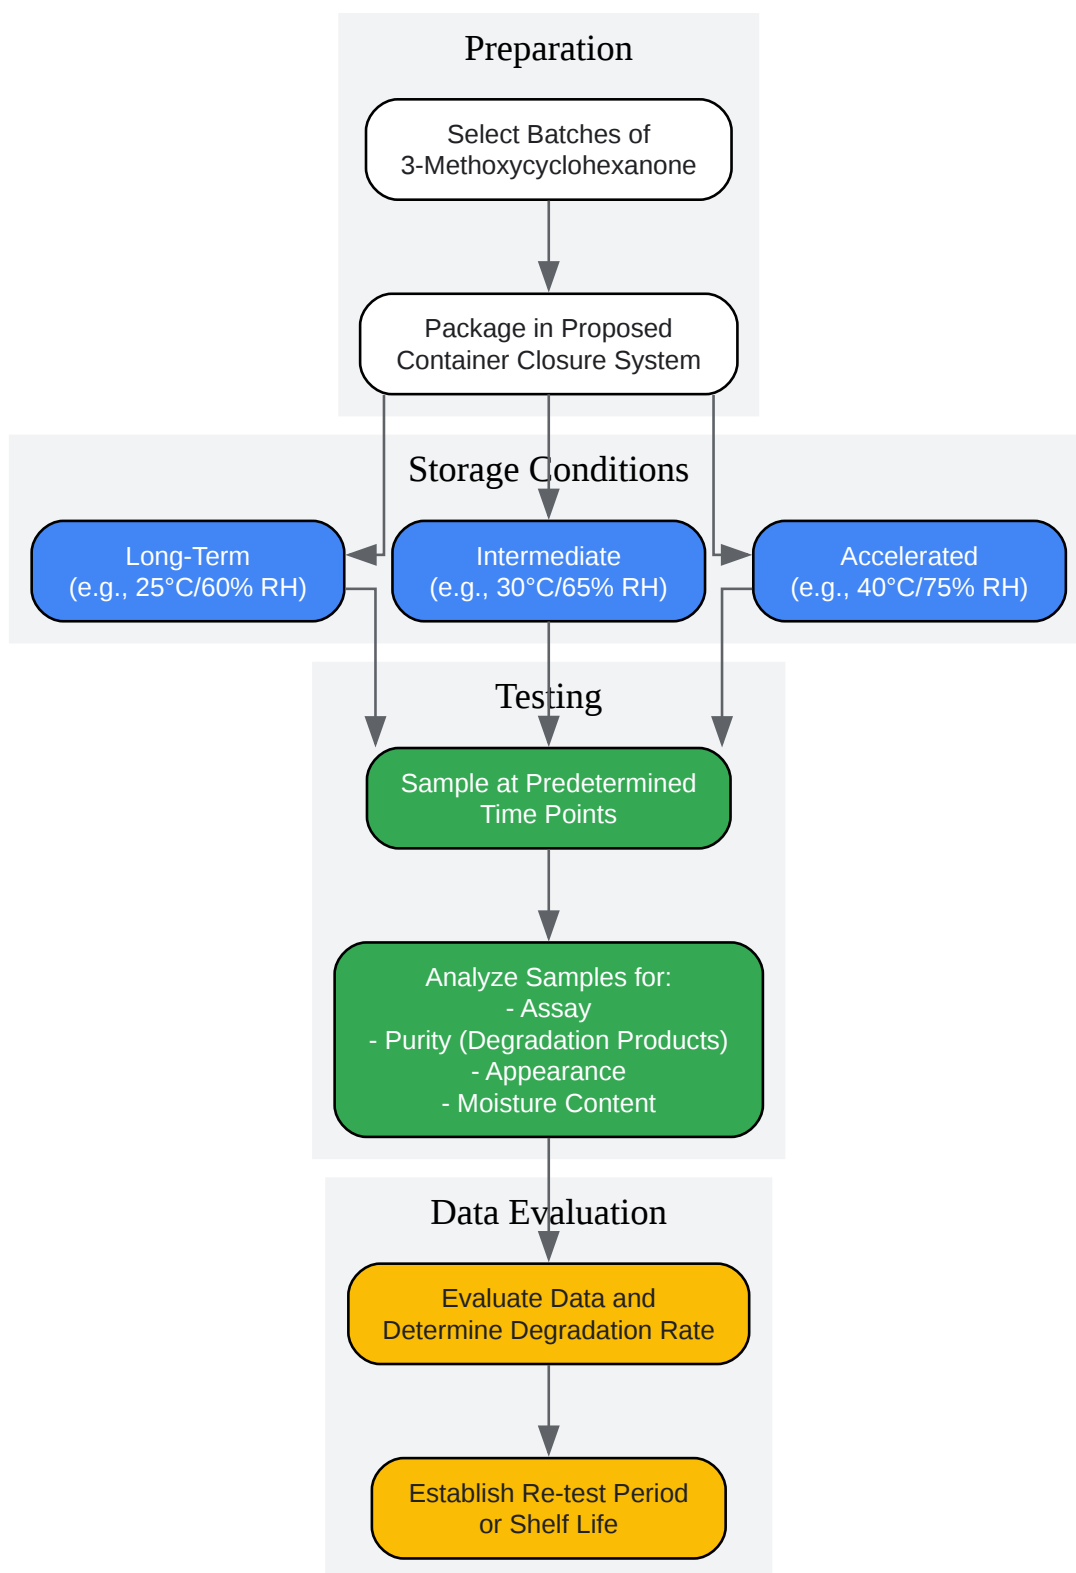 Preparation
Select Batches of
3-Methoxycyclohexanone
Package in Proposed
Container Closure System
Storage Conditions
Long-Term
(e.g., 25°C/60% RH)
Intermediate
(e.g., 30°C/65% RH)
Accelerated
(e.g., 40°C/75% RH)
Testing
Sample at Predetermined
Time Points
Analyze Samples for:
- Assay
- Purity (Degradation Products)
- Appearance
- Moisture Content
Data Evaluation
Evaluate Data and
Determine Degradation Rate
Establish Re-test Period
or Shelf Life